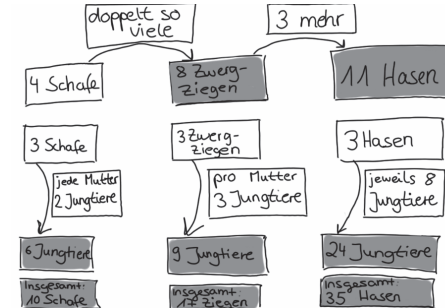 doppelt so
viele
3 mehr
4 Schafe
8 Zwerg-
Ziegen
11 Hasen
3 Schafe
3 Zwerg-
Ziegen
3 Hasen
jede Mutter
2 Jungtiere
pro Mutter
3 Jungtiere
jeweils 8
Jungtiere
6 Jungtiere
9 Jungtiere
24 Jungtiere
Insgesamt:
10 Schafe
Insgesamt:
17 Ziegen
Insgesamt:
35 Hasen